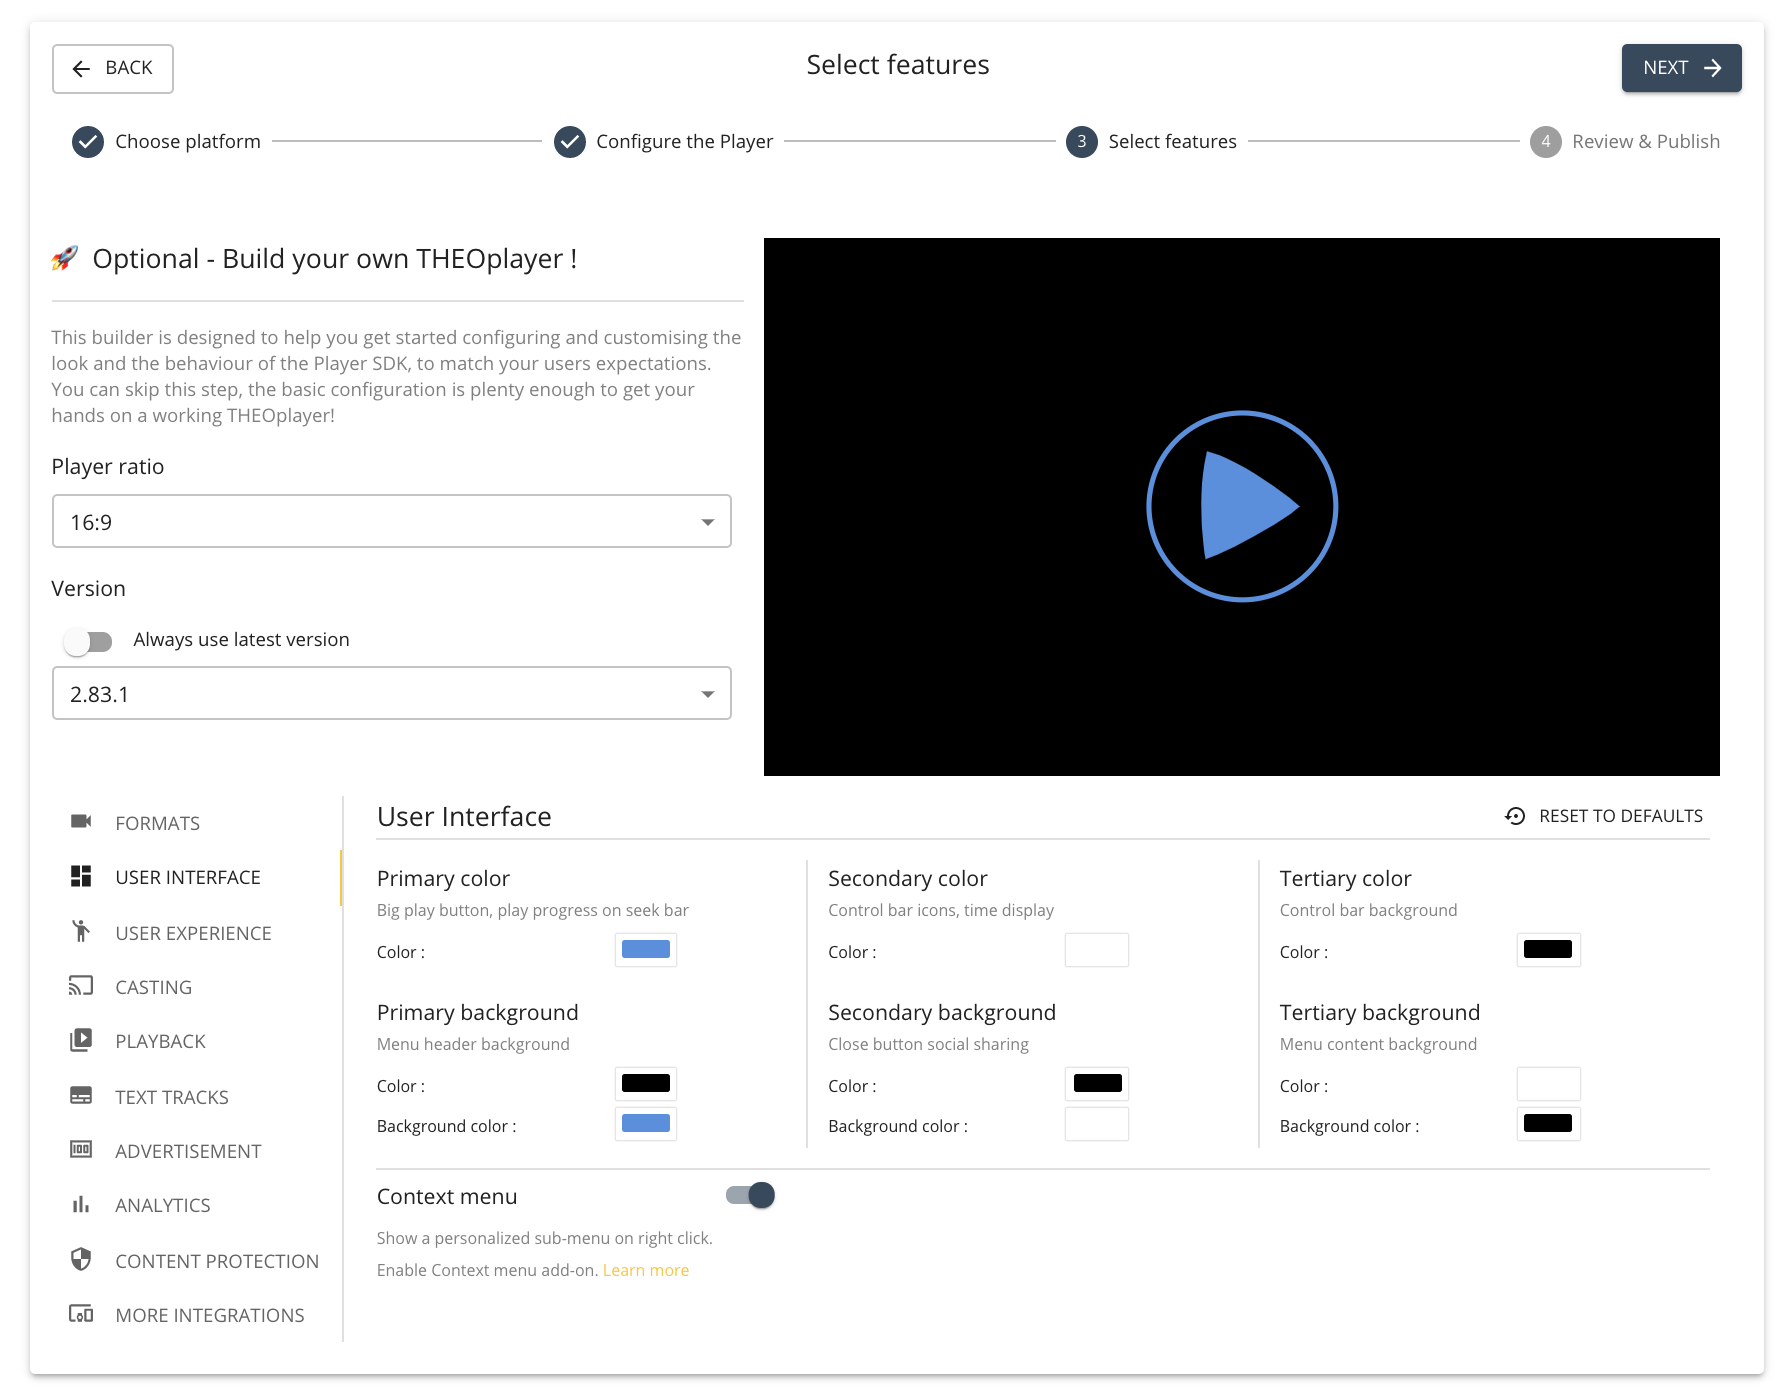 BACK
Select features
NEXT
Choose platform
Configure the Player
3 Select features
4 Review & Publish
🚀 Optional - Build your own THEOplayer !
This builder is designed to help you get started configuring and customising the
look and the behaviour of the Player SDK, to match your users expectations.
You can skip this step, the basic configuration is plenty enough to get your
hands on a working THEOplayer!
Player ratio
16:9
Version
Always use latest version
2.83.1
FORMATS
USER INTERFACE
USER EXPERIENCE
CASTING
PLAYBACK
TEXT TRACKS
ADVERTISEMENT
ANALYTICS
CONTENT PROTECTION
MORE INTEGRATIONS
User Interface
RESET TO DEFAULTS
Primary color
Big play button, play progress on seek bar
Color :
Secondary color
Control bar icons, time display
Color :
Tertiary color
Control bar background
Color :
Primary background
Menu header background
Color :
Background color :
Secondary background
Close button social sharing
Color :
Background color :
Tertiary background
Menu content background
Color :
Background color :
Context menu
Show a personalized sub-menu on right click.
Enable Context menu add-on. Learn more